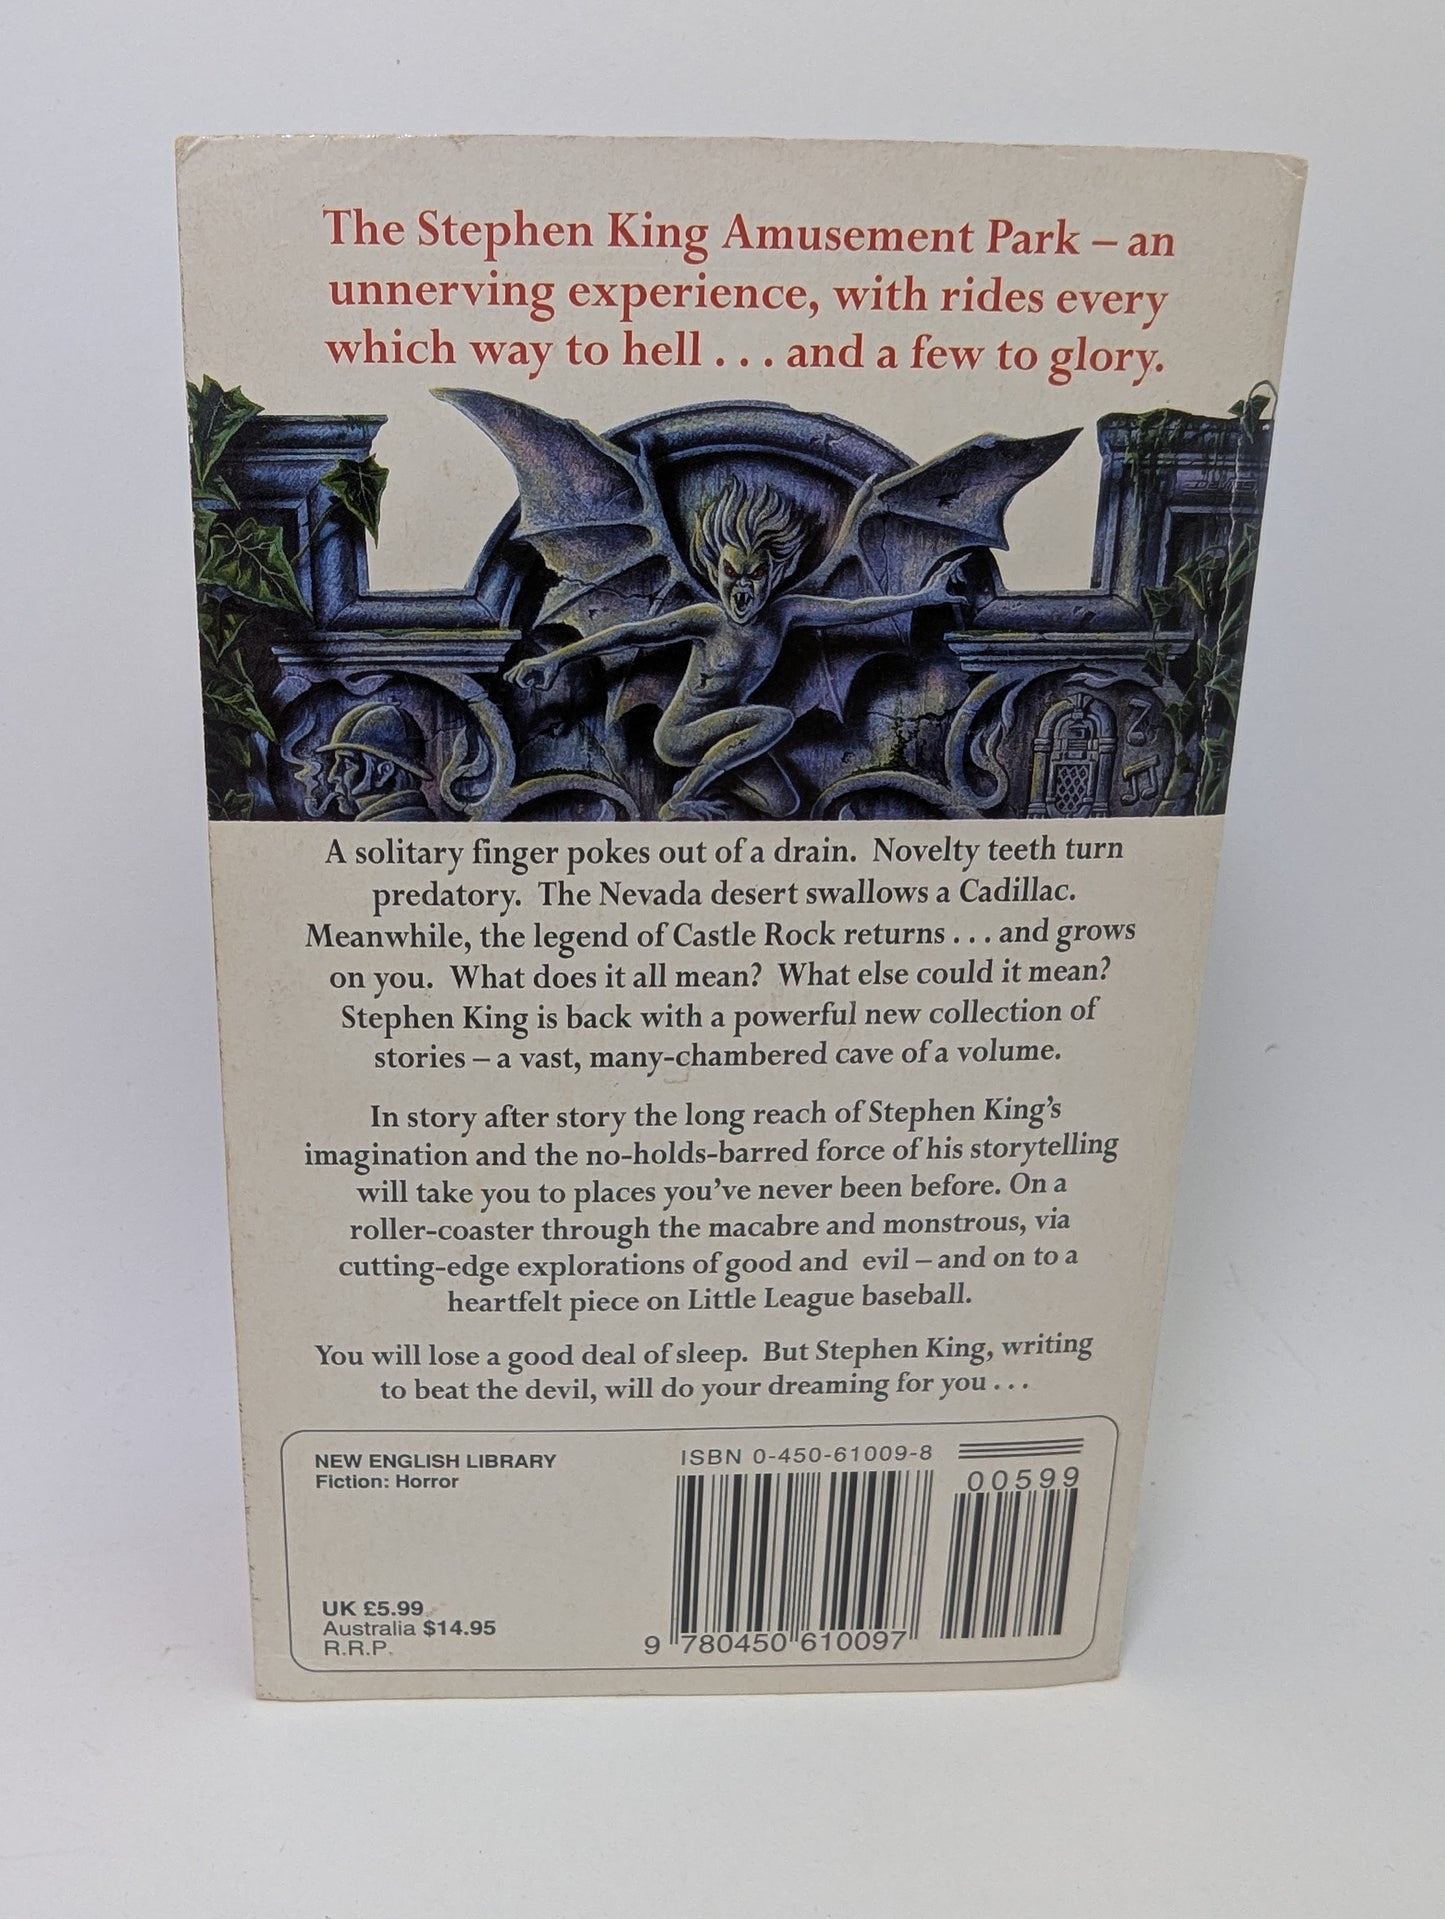 The Stephen King Amusement Park – an
unnerving experience, with rides every
which way to hell . . . and a few to glory.
A solitary finger pokes out of a drain. Novelty teeth turn
predatory. The Nevada desert swallows a Cadillac.
Meanwhile, the legend of Castle Rock returns . . . and grows
on you. What does it all mean? What else could it mean?
Stephen King is back with a powerful new collection of
stories – a vast, many-chambered cave of a volume.
In story after story the long reach of Stephen King's
imagination and the no-holds-barred force of his storytelling
will take you to places you've never been before. On a
roller-coaster through the macabre and monstrous, via
cutting-edge explorations of good and evil – and on to a
heartfelt piece on Little League baseball.
You will lose a good deal of sleep. But Stephen King, writing
to beat the devil, will do your dreaming for you . . .
NEW ENGLISH LIBRARY
Fiction: Horror
UK £5.99
Australia $14.95
R.R.P.
ISBN 0-450-61009-8
00599
9 780450 610097